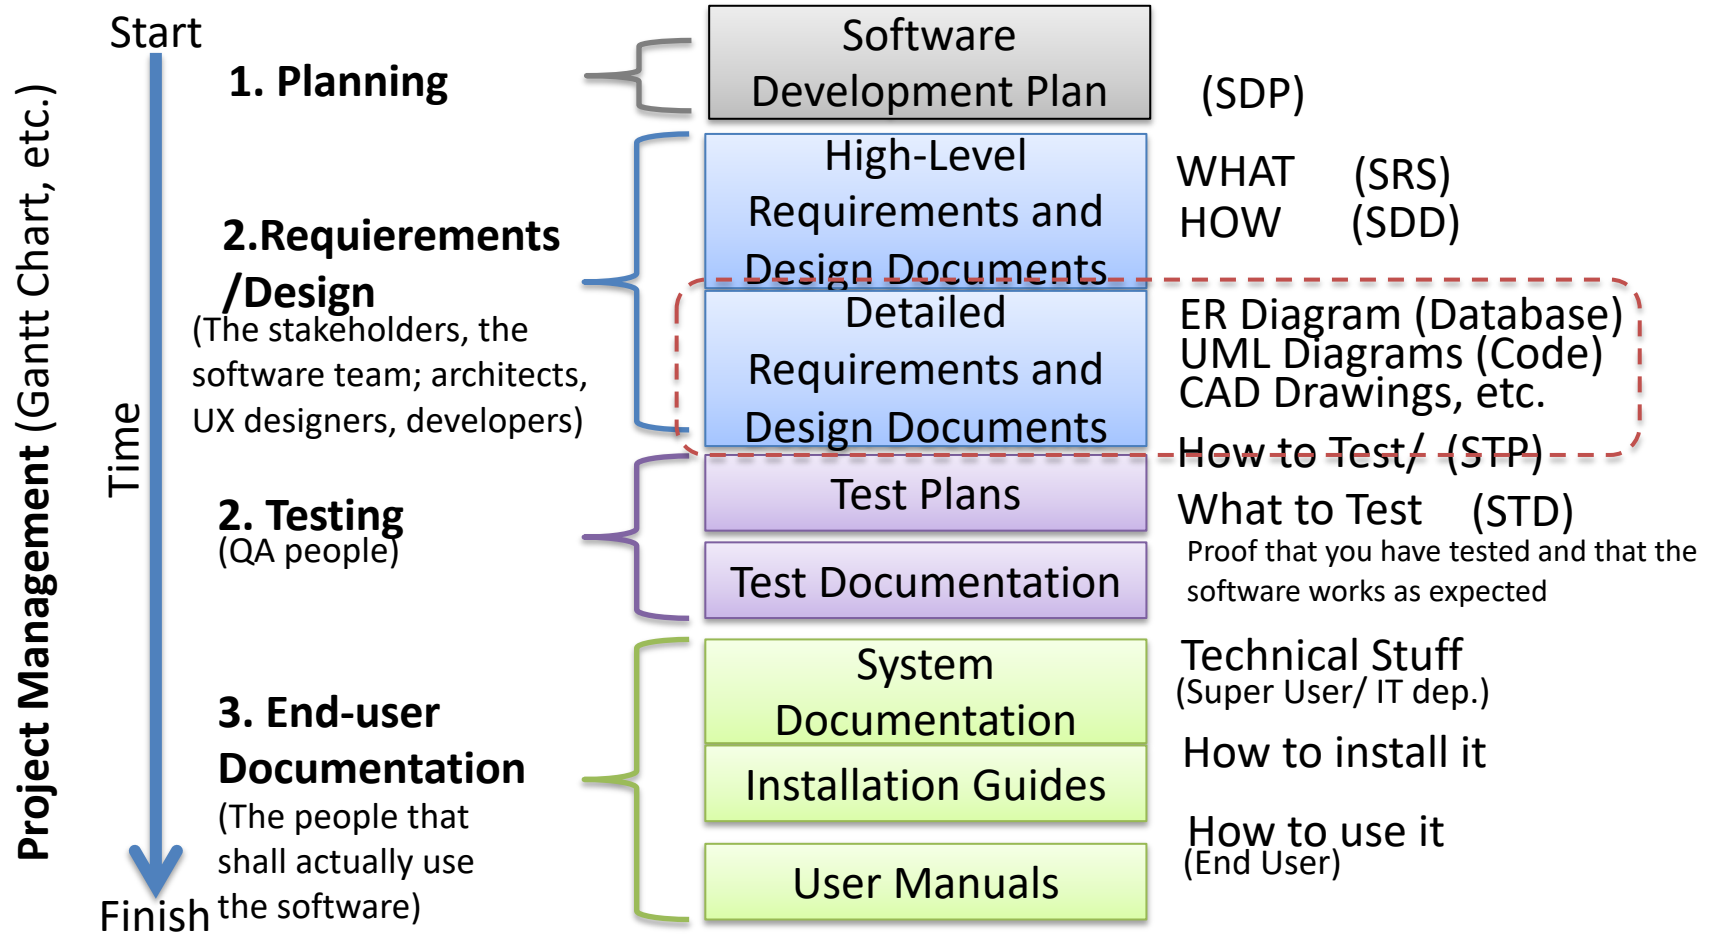 Project Management (Gantt Chart, etc.)
Start
Time
Finish
1. Planning
Software
Development Plan
(SDP)
2.Requierements
/Design
(The stakeholders, the
software team; architects,
UX designers, developers)
High-Level
Requirements and
Design Documents
WHAT (SRS)
HOW (SDD)
Detailed
Requirements and
Design Documents
ER Diagram (Database)
UML Diagrams (Code)
CAD Drawings, etc.
2. Testing
(QA people)
Test Plans
How to Test/ (STP)
What to Test (STD)
Test Documentation
Proof that you have tested and that the
software works as expected
3. End-user
Documentation
(The people that
shall actually use
the software)
System
Documentation
Technical Stuff
(Super User/ IT dep.)
Installation Guides
How to install it
User Manuals
How to use it
(End User)